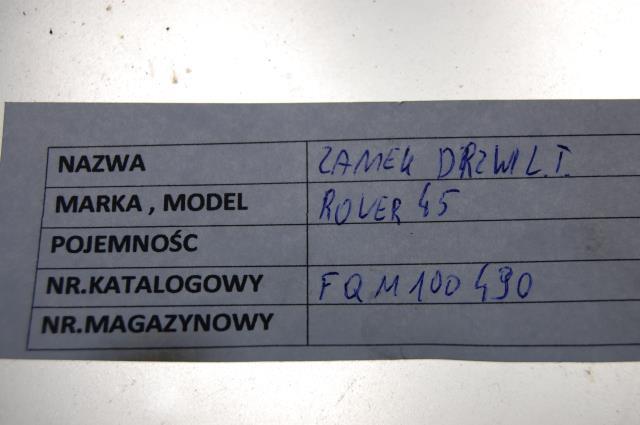 NAZWA ZAMEK DRZWI L.T.
MARKA , MODEL ROVER 45
POJEMNOŚC
NR.KATALOGOWY FQM100490
NR.MAGAZYNOWY